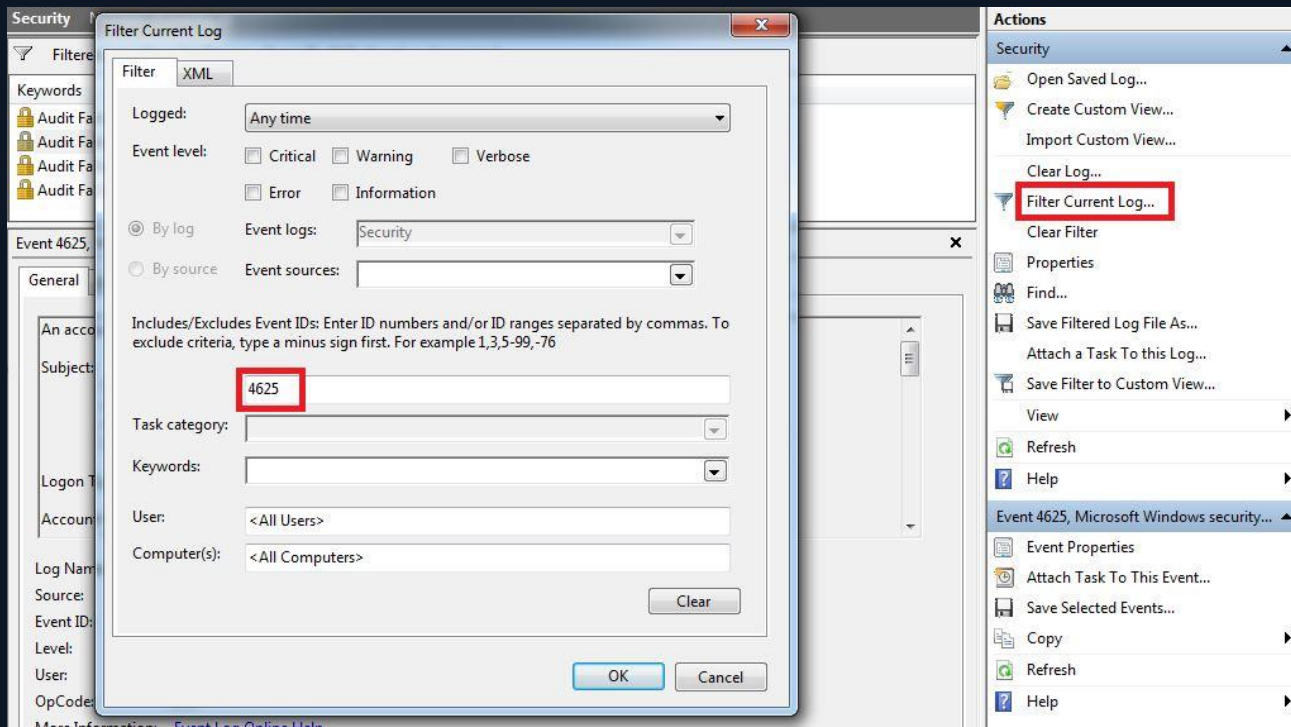 Security
Filter Current Log
Filtere
Keywords
Audit Fa
Audit Fa
Audit Fa
Audit Fa
Event 4625,
General
An acco
Subject:
Logon T
Accoun
Log Nam
Source:
Event ID:
Level:
User:
OpCode:
More Information: Event Log Online Help
Filter XML
Logged: Any time
Event level: Critical Warning Verbose
Error Information
By log Event logs: Security
By source Event sources:
Includes/Excludes Event IDs: Enter ID numbers and/or ID ranges separated by commas. To
exclude criteria, type a minus sign first. For example 1,3,5-99,-76
4625
Task category:
Keywords:
User: <All Users>
Computer(s): <All Computers>
Clear
OK Cancel
Actions
Security
Open Saved Log...
Create Custom View...
Import Custom View...
Clear Log...
Filter Current Log...
Clear Filter
Properties
Find...
Save Filtered Log File As...
Attach a Task To this Log...
Save Filter to Custom View...
View
Refresh
Help
Event 4625, Microsoft Windows security...
Event Properties
Attach Task To This Event...
Save Selected Events...
Copy
Refresh
Help